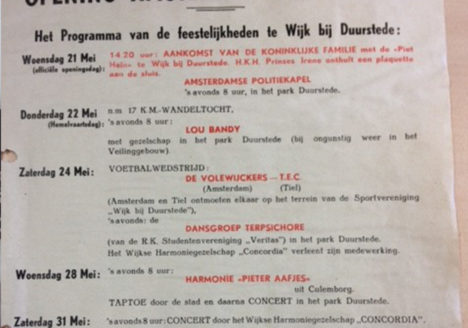 OPENING
Het Programma van de feestelijkheden te Wijk bij Duurstede:
Woensdag 21 Mei 14.20 uur: AANKOMST VAN DE KONINKLIJKE FAMILIE met de «Piet
(officiële openingsdag): Hein» te Wijk bij Duurstede. H.K.H. Prinses Irene onthult een plaquette
aan de sluis.
AMSTERDAMSE POLITIEKAPEL
's avonds 8 uur, in het park Duurstede.
Donderdag 22 Mei n.m 17 K.M.-WANDELTOCHT,
(Hemelvaartsdag): 's avonds 8 uur:
LOU BANDY
met gezelschap in het park Duurstede (bij ongunstig weer in het
Veilinggebouw).
Zaterdag 24 Mei: VOETBALWEDSTRIJD:
DE VOLEWIJCKERS — T.E.C.
(Amsterdam) (Tiel)
(Amsterdam en Tiel ontmoeten elkaar op het terrein van de Sportvereniging
„Wijk bij Duurstede"),
's avonds: de
DANSGROEP TERPSICHORE
(van de R.K. Studentenvereniging „Veritas") in het park Duurstede.
Het Wijkse Harmoniegezelschap „Concordia" verleent zijn medewerking.
Woensdag 28 Mei: 's avonds 8 uur:
HARMONIE «PIETER AAFJES»
uit Culemborg.
TAPTOE door de stad en daarna CONCERT in het park Duurstede.
Zaterdag 31 Mei: 's avonds 8 uur: CONCERT door het Wijkse Harmoniegezelschap „CONCORDIA".